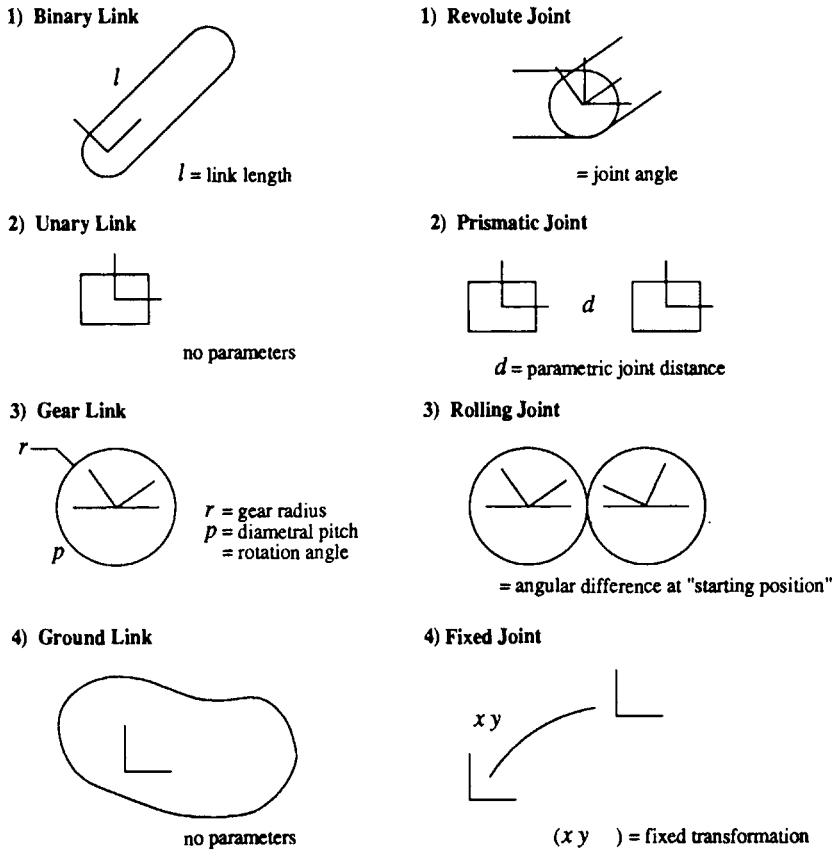 1) Binary Link
l
l = link length
2) Unary Link
no parameters
3) Gear Link
r
p
r = gear radius
p = diametral pitch
= rotation angle
4) Ground Link
no parameters
1) Revolute Joint
= joint angle
2) Prismatic Joint
d
d = parametric joint distance
3) Rolling Joint
= angular difference at "starting position"
4) Fixed Joint
x y
(x y ) = fixed transformation